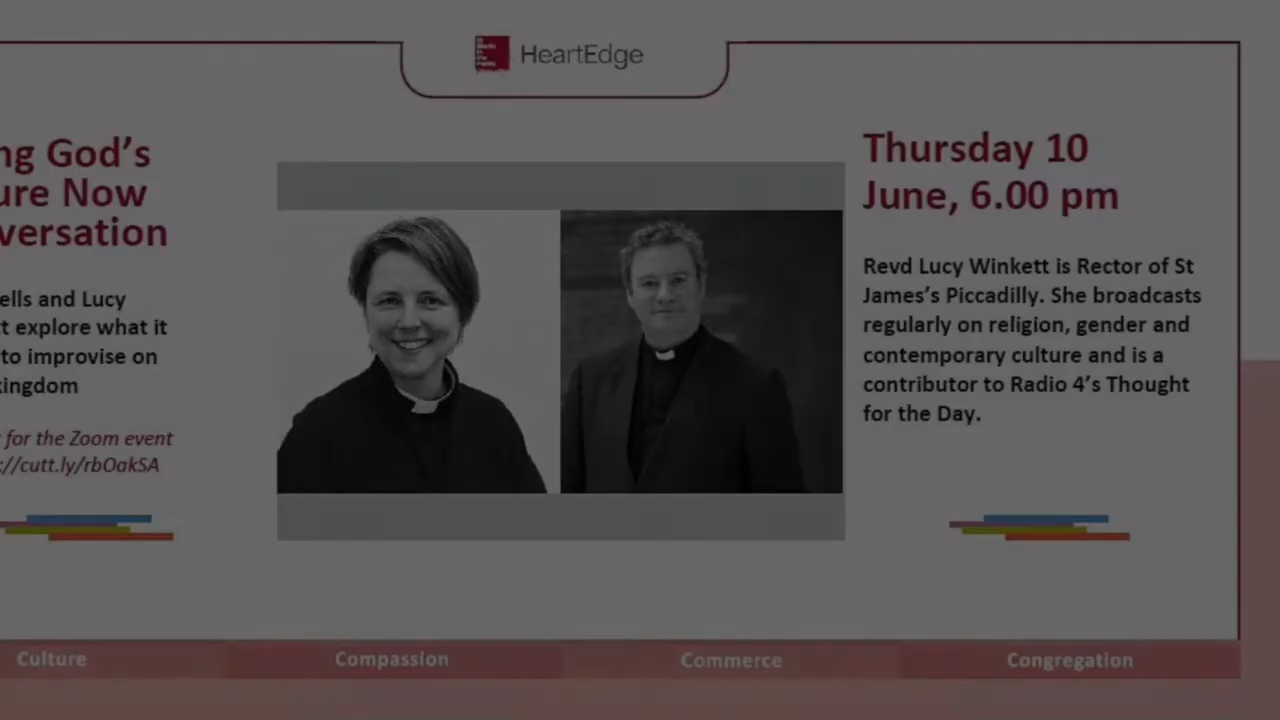 HeartEdge
ng God's
ure Now
versation
ells and Lucy
tt explore what it
to improvise on
kingdom
for the Zoom event
://cutt.ly/rbOakSA
Thursday 10
June, 6.00 pm
Revd Lucy Winkett is Rector of St
James's Piccadilly. She broadcasts
regularly on religion, gender and
contemporary culture and is a
contributor to Radio 4's Thought
for the Day.
Culture
Compassion
Commerce
Congregation